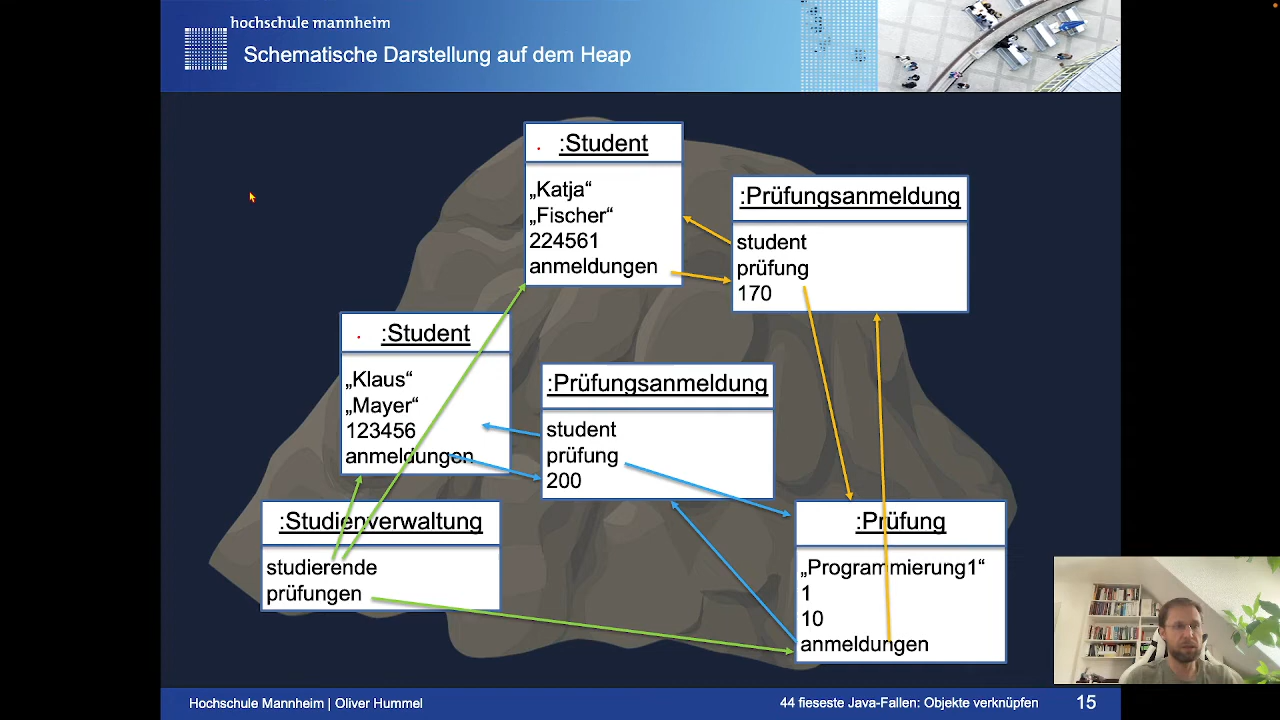 hochschule mannheim
Schematische Darstellung auf dem Heap
:Student
„Katja“
„Fischer“
224561
anmeldungen
:Prüfungsanmeldung
student
prüfung
170
:Student
„Klaus“
„Mayer“
123456
anmeldungen
:Prüfungsanmeldung
student
prüfung
200
:Studienverwaltung
studierende
prüfungen
:Prüfung
„Programmierung1“
1
10
anmeldungen
Hochschule Mannheim | Oliver Hummel
44 fieseste Java-Fallen: Objekte verknüpfen
15